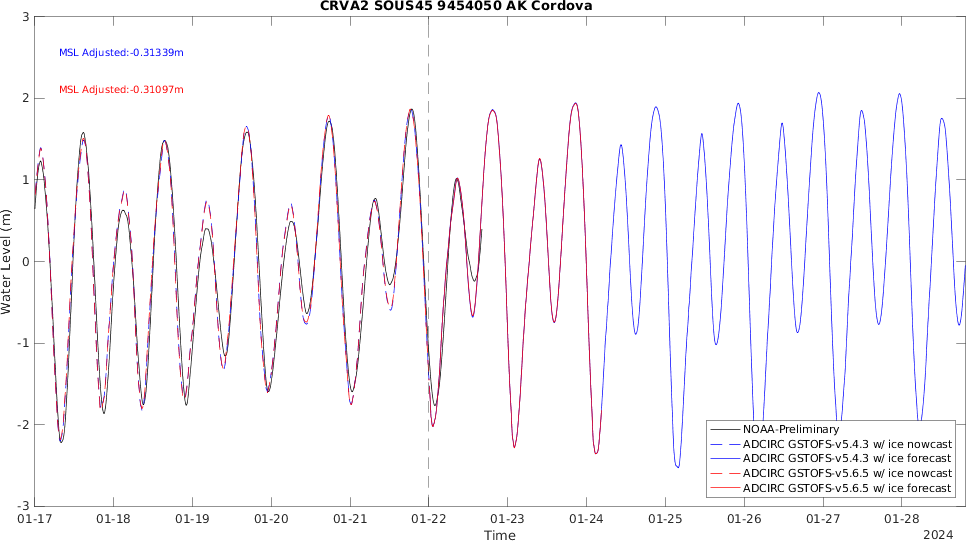 CRVA2 SOUS45 9454050 AK Cordova
MSL Adjusted:-0.31339m
MSL Adjusted:-0.31097m
Water Level (m)
3
2
1
0
-1
-2
-3
NOAA-Preliminary
ADCIRC GSTOFS-v5.4.3 w/ ice nowcast
ADCIRC GSTOFS-v5.4.3 w/ ice forecast
ADCIRC GSTOFS-v5.6.5 w/ ice nowcast
ADCIRC GSTOFS-v5.6.5 w/ ice forecast
01-17 01-18 01-19 01-20 01-21 01-22 01-23 01-24 01-25 01-26 01-27 01-28
Time
2024